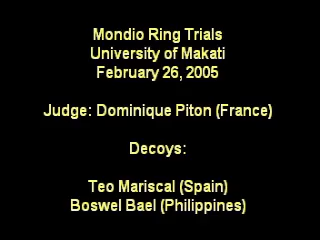 Mondio Ring Trials
University of Makati
February 26, 2005
Judge: Dominique Piton (France)
Decoys:
Teo Mariscal (Spain)
Boswel Bael (Philippines)